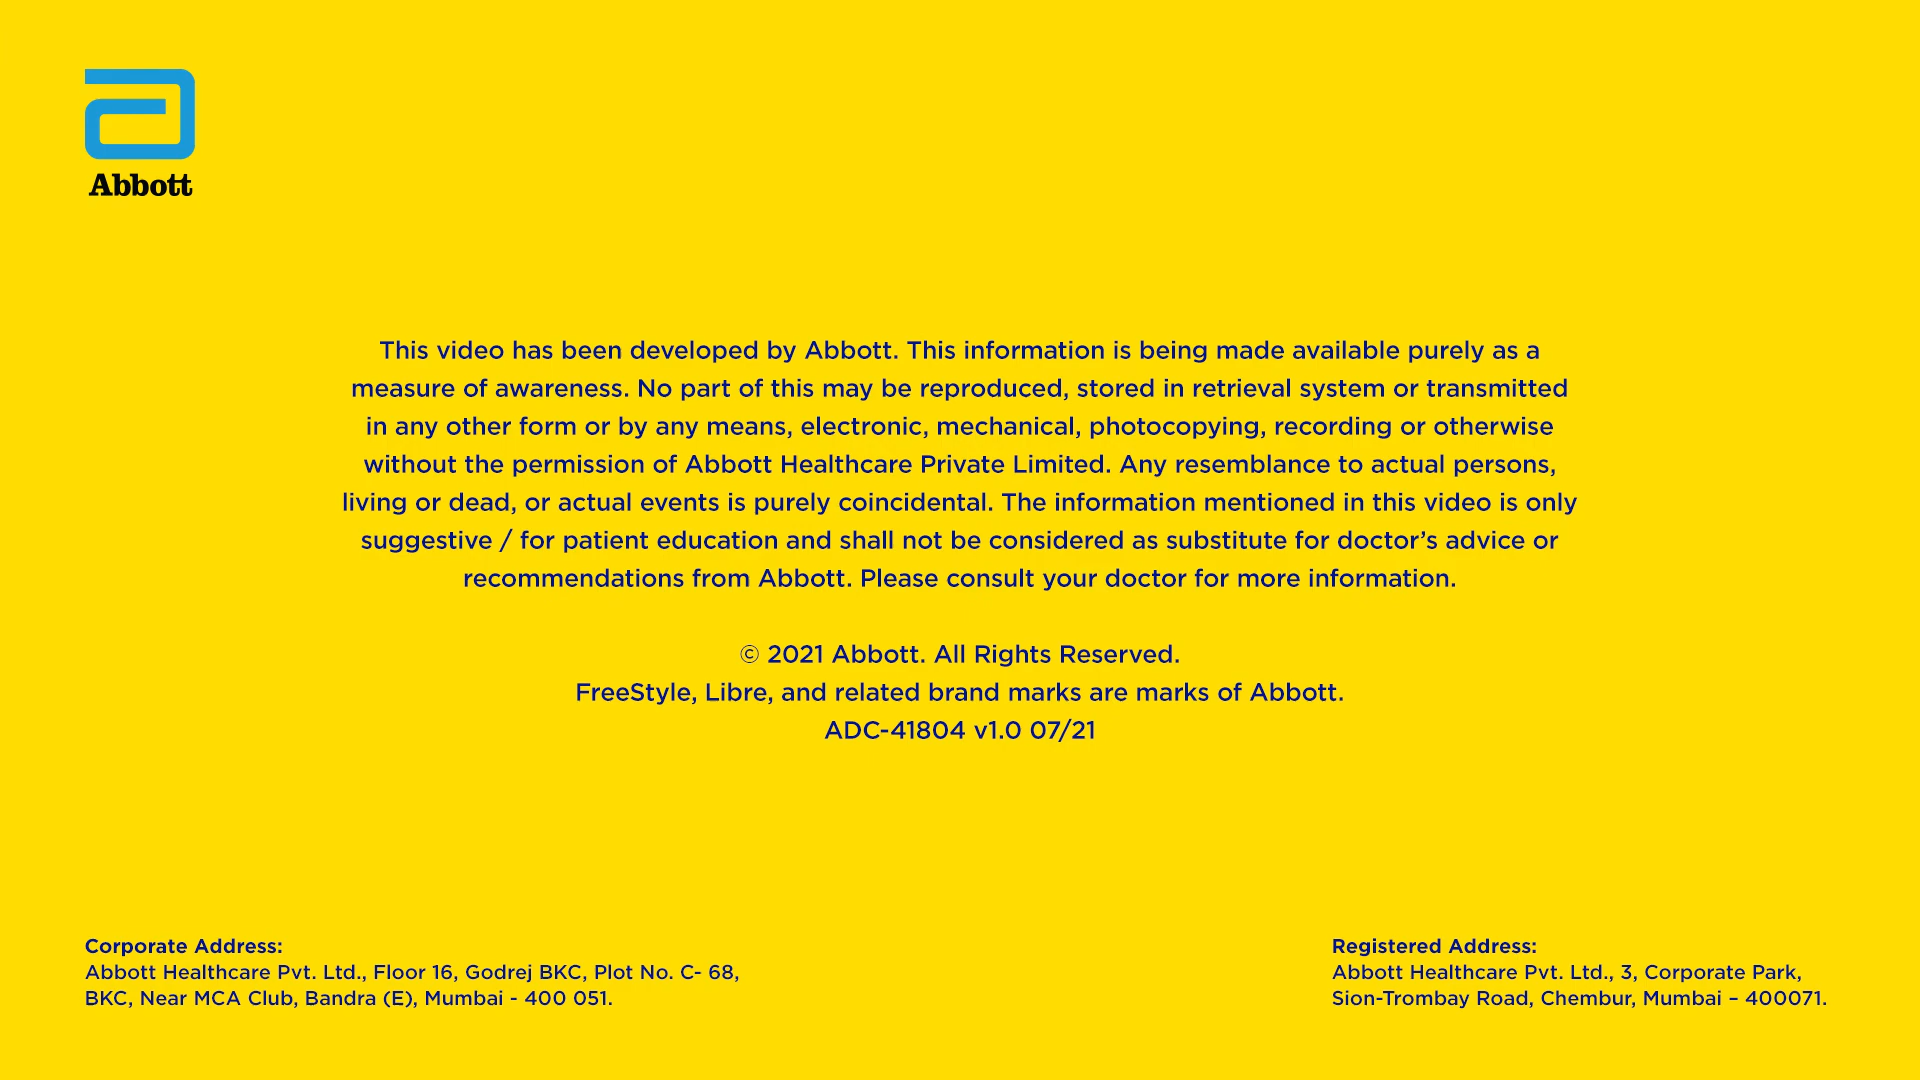 Abbott
This video has been developed by Abbott. This information is being made available purely as a
measure of awareness. No part of this may be reproduced, stored in retrieval system or transmitted
in any other form or by any means, electronic, mechanical, photocopying, recording or otherwise
without the permission of Abbott Healthcare Private Limited. Any resemblance to actual persons,
living or dead, or actual events is purely coincidental. The information mentioned in this video is only
suggestive / for patient education and shall not be considered as substitute for doctor’s advice or
recommendations from Abbott. Please consult your doctor for more information.
© 2021 Abbott. All Rights Reserved.
FreeStyle, Libre, and related brand marks are marks of Abbott.
ADC-41804 v1.0 07/21
Corporate Address:
Abbott Healthcare Pvt. Ltd., Floor 16, Godrej BKC, Plot No. C- 68,
BKC, Near MCA Club, Bandra (E), Mumbai - 400 051.
Registered Address:
Abbott Healthcare Pvt. Ltd., 3, Corporate Park,
Sion-Trombay Road, Chembur, Mumbai – 400071.